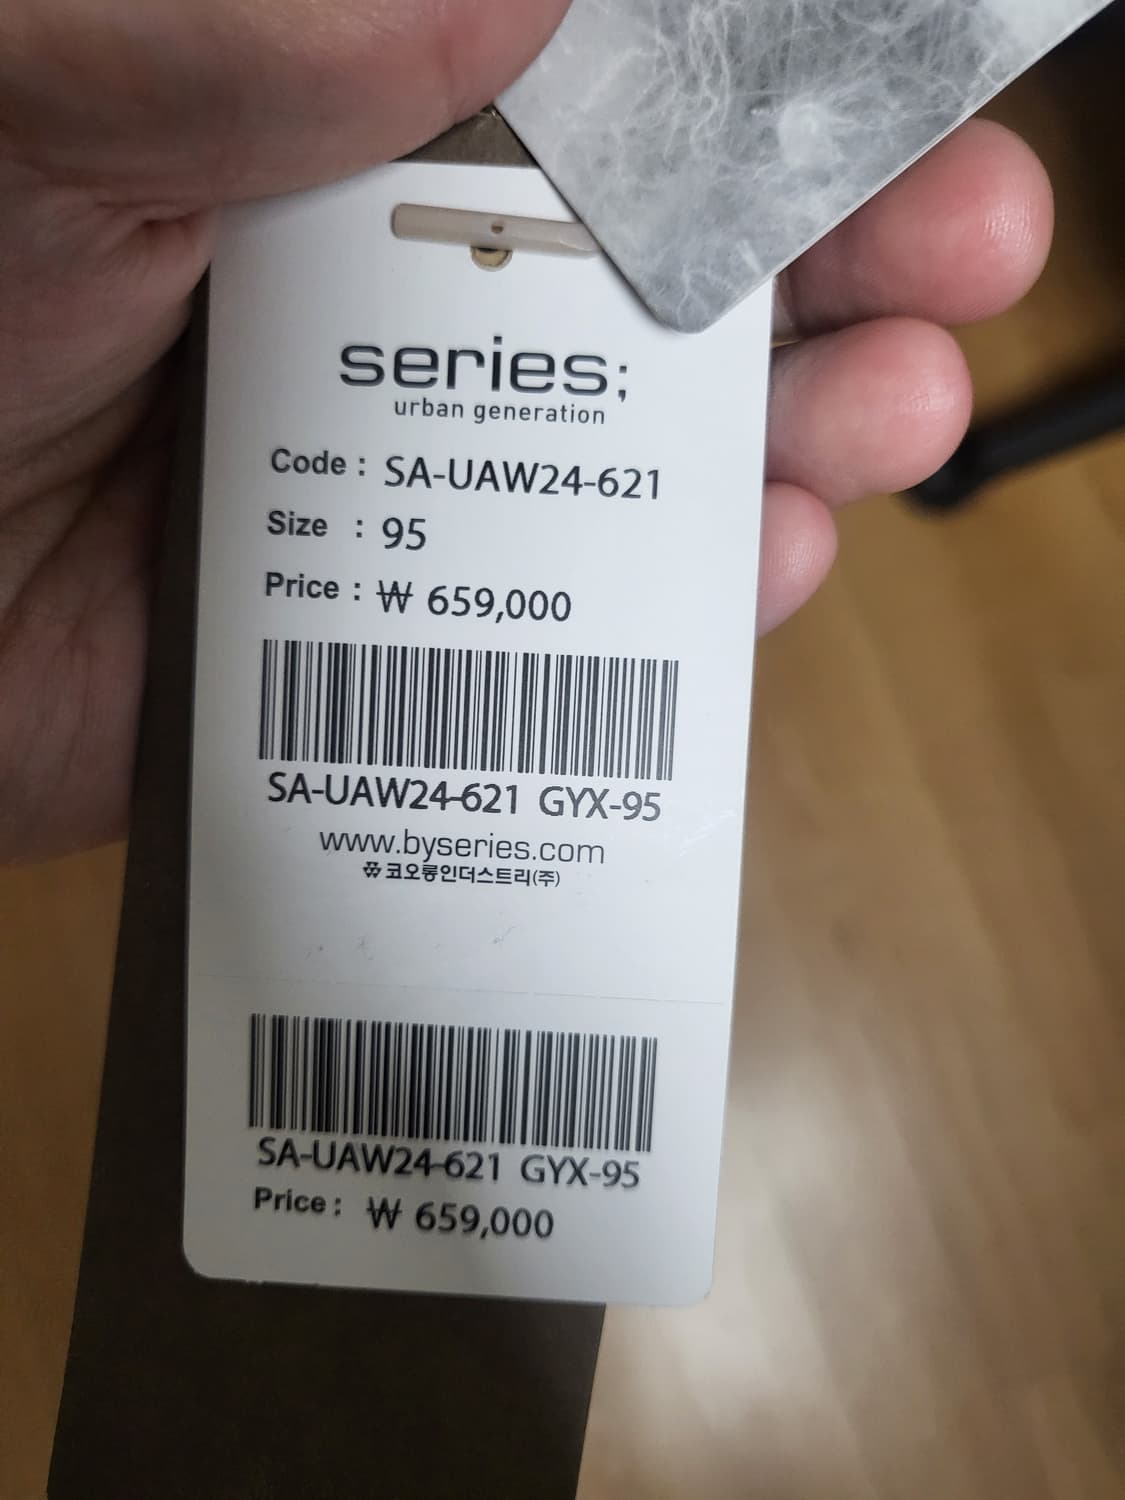 series;
urban generation
Code : SA-UAW24-621
Size : 95
Price : ₩ 659,000
SA-UAW24-621 GYX-95
www.byseries.com
코오롱인더스트리(주)
SA-UAW24-621 GYX-95
Price : ₩ 659,000